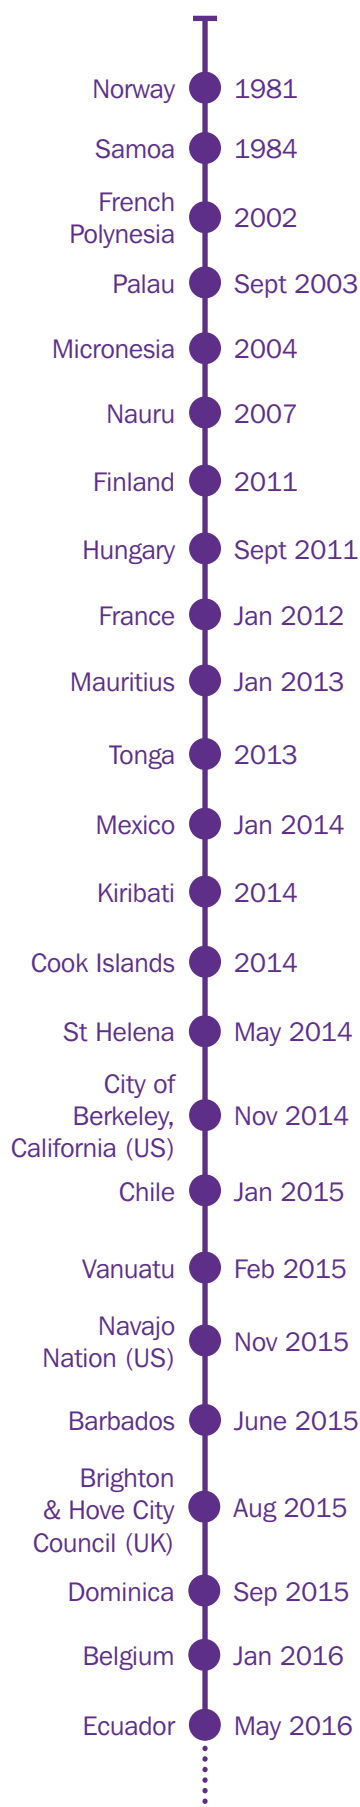 Norway 1981
Samoa 1984
French
Polynesia 2002
Palau Sept 2003
Micronesia 2004
Nauru 2007
Finland 2011
Hungary Sept 2011
France Jan 2012
Mauritius Jan 2013
Tonga 2013
Mexico Jan 2014
Kiribati 2014
Cook Islands 2014
St Helena May 2014
City of
Berkeley, Nov 2014
California (US)
Chile Jan 2015
Vanuatu Feb 2015
Navajo
Nation (US) Nov 2015
Barbados June 2015
Brighton
& Hove City Aug 2015
Council (UK)
Dominica Sep 2015
Belgium Jan 2016
Ecuador May 2016